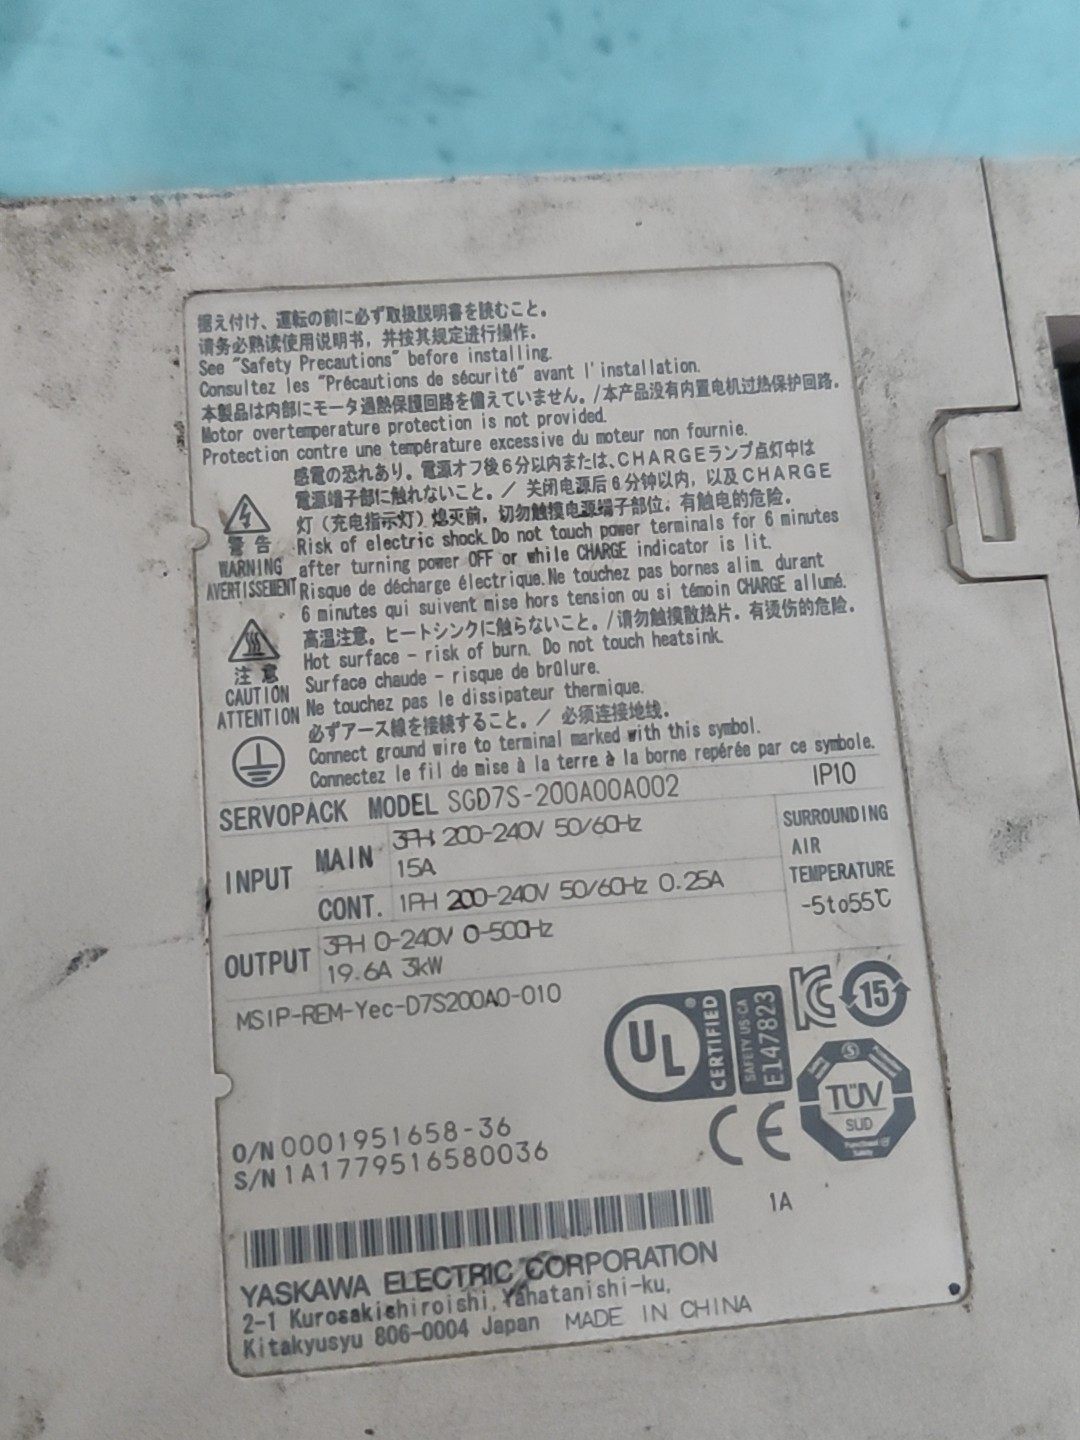 据え付け、運転の前に必ず取扱説明書を読むこと。
请务必熟读使用说明书，并按其规定进行操作。
See "Safety Precautions" before installing.
Consultez les "Précautions de sécurité" avant l'installation.
本製品は内部にモータ過熱保護回路を備えていません。/本产品没有内置电机过热保护回路.
Motor overtemperature protection is not provided.
Protection contre une température excessive du moteur non fournie.
警告
WARNING
AVERTISSEMENT
感電の恐れあり。電源オフ後6分以内または、CHARGEランプ点灯中は
電源端子部に触れないこと。/ 关闭电源后6分钟以内，以及CHARGE
灯（充电指示灯）熄灭前，切勿触摸电源端子部位．有触电的危险．
Risk of electric shock.Do not touch power terminals for 6 minutes
after turning power OFF or while CHARGE indicator is lit.
Risque de décharge électrique.Ne touchez pas bornes alim. durant
6 minutes qui suivent mise hors tension ou si témoin CHARGE allumé.
注意
CAUTION
ATTENTION
高温注意。ヒートシンクに触らないこと。/请勿触摸散热片．有烫伤的危险．
Hot surface - risk of burn. Do not touch heatsink.
Surface chaude - risque de brûlure.
Ne touchez pas le dissipateur thermique.
必ずアース線を接続すること。/ 必须连接地线．
Connect ground wire to terminal marked with this symbol.
Connectez le fil de mise à la terre à la borne repérée par ce symbole.
SERVOPACK MODEL SGD7S-200A00A002 IP10
INPUT MAIN 3PH 200-240V 50/60Hz
15A
CONT. 1PH 200-240V 50/60Hz 0.25A
SURROUNDING
AIR
TEMPERATURE
-5to55℃
OUTPUT 3PH 0-240V 0-500Hz
19.6A 3kW
MSIP-REM-Yec-D7S200A0-010
UL CERTIFIED
SAFETY US CA
E147823
15
TÜV
SUD
Functional
Safety
CE
O/N 0001951658-36
S/N 1A1779516580036
1A
YASKAWA ELECTRIC CORPORATION
2-1 Kurosakishiroishi,Yahatanishi-ku,
Kitakyusyu 806-0004 Japan MADE IN CHINA